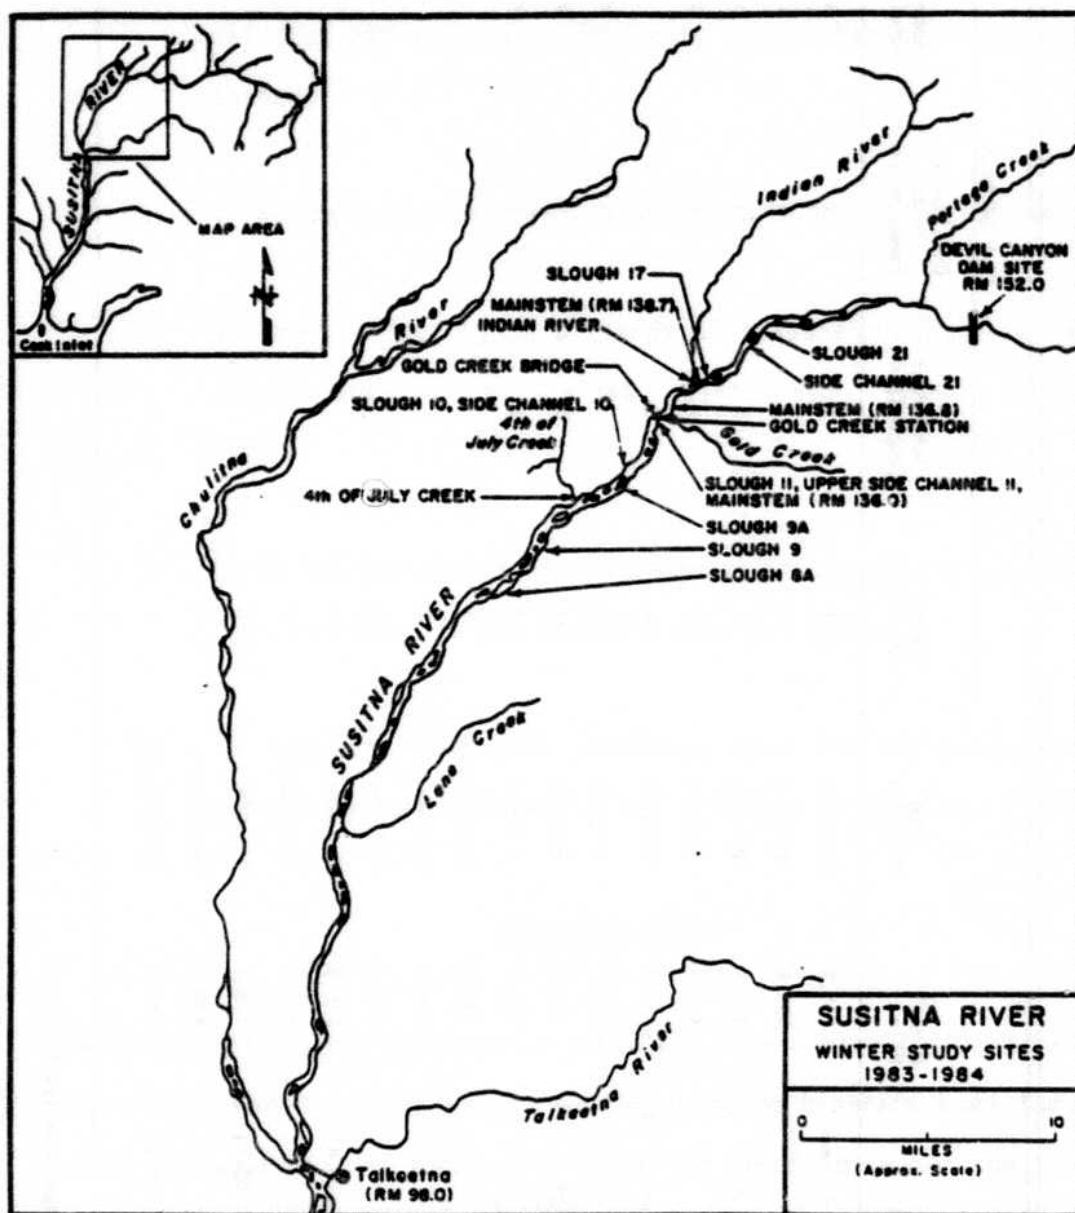 RIVER
SUSITNA
MAP AREA
N
Cook Inlet
Indian River
Portage Creek
DEVIL CANYON
DAM SITE
RM 152.0
SLOUGH 17
MAINSTEM (RM 138.7)
INDIAN RIVER
River
GOLD CREEK BRIDGE
SLOUGH 21
SIDE CHANNEL 21
SLOUGH 10, SIDE CHANNEL 10
MAINSTEM (RM 136.8)
GOLD CREEK STATION
4th of
July Creek
Gold Creek
Chulitna
4th OF JULY CREEK
SLOUGH 11, UPPER SIDE CHANNEL 11,
MAINSTEM (RM 136.0)
SLOUGH 9A
SLOUGH 9
SLOUGH 8A
SUSITNA RIVER
Lane Creek
Talkeetna River
Talkeetna
(RM 98.0)
SUSITNA RIVER
WINTER STUDY SITES
1983-1984
0 10
MILES
(Approx. Scale)